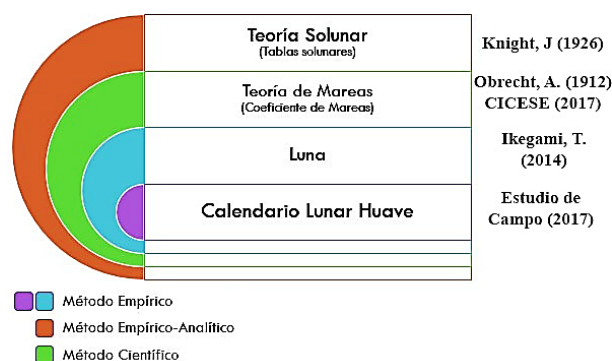 Teoría Solunar
(Tablas solunares)
Knight, J (1926)
Teoría de Mareas
(Coeficiente de Mareas)
Obrecht, A. (1912)
CICESE (2017)
Luna
Ikegami, T.
(2014)
Calendario Lunar Huave
Estudio de
Campo (2017)
Método Empírico
Método Empírico-Analítico
Método Científico